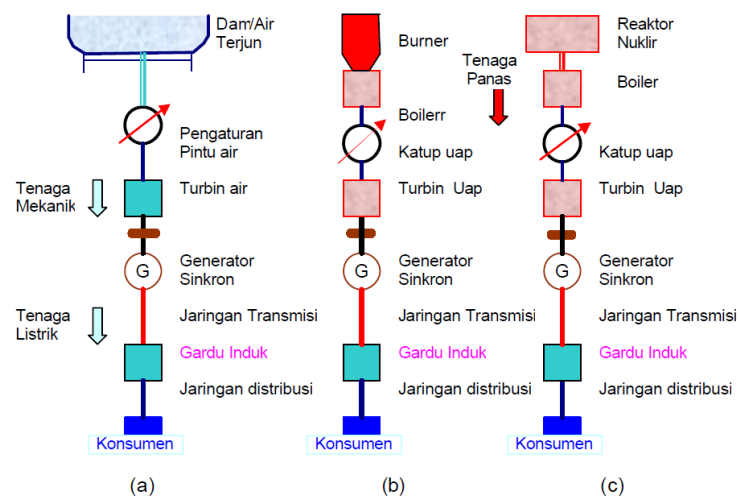 Dam/Air
Terjun
Pengaturan
Pintu air
Tenaga
Mekanik
Turbin air
G
Generator
Sinkron
Tenaga
Listrik
Jaringan Transmisi
Gardu Induk
Jaringan distribusi
Konsumen
(a)
Burner
Tenaga
Panas
Boilerr
Katup uap
Turbin Uap
G
Generator
Sinkron
Jaringan Transmisi
Gardu Induk
Jaringan distribusi
Konsumen
(b)
Reaktor
Nuklir
Boiler
Katup uap
Turbin Uap
G
Generator
Sinkron
Jaringan Transmisi
Gardu Induk
Jaringan distribusi
Konsumen
(c)